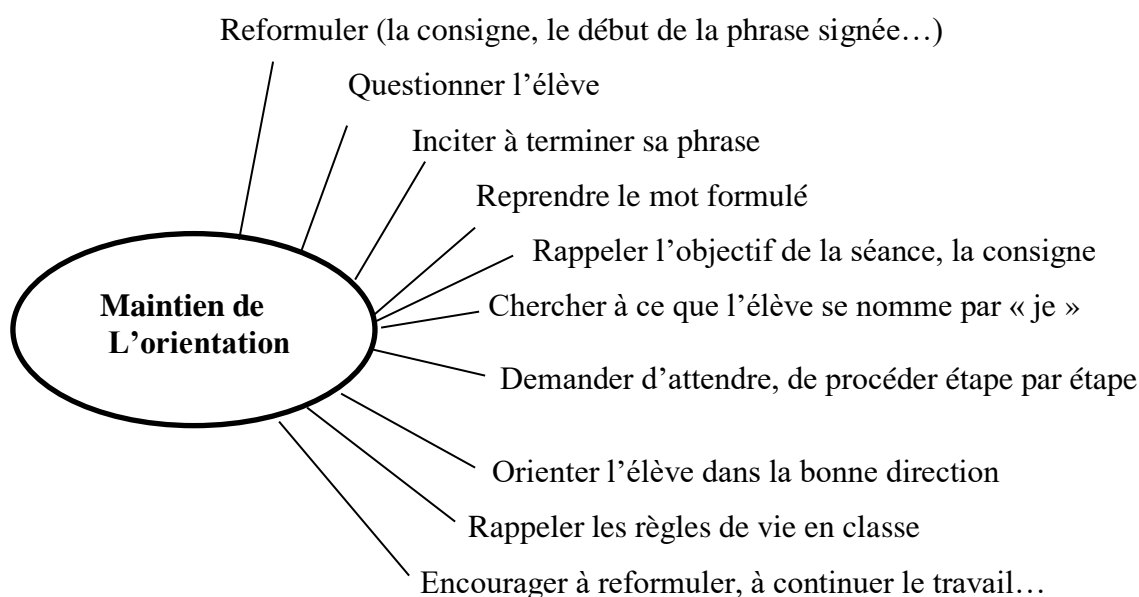 Reformuler (la consigne, le début de la phrase signée…)
Questionner l’élève
Inciter à terminer sa phrase
Reprendre le mot formulé
Rappeler l’objectif de la séance, la consigne
Maintien de
L’orientation
Chercher à ce que l’élève se nomme par « je »
Demander d’attendre, de procéder étape par étape
Orienter l’élève dans la bonne direction
Rappeler les règles de vie en classe
Encourager à reformuler, à continuer le travail…